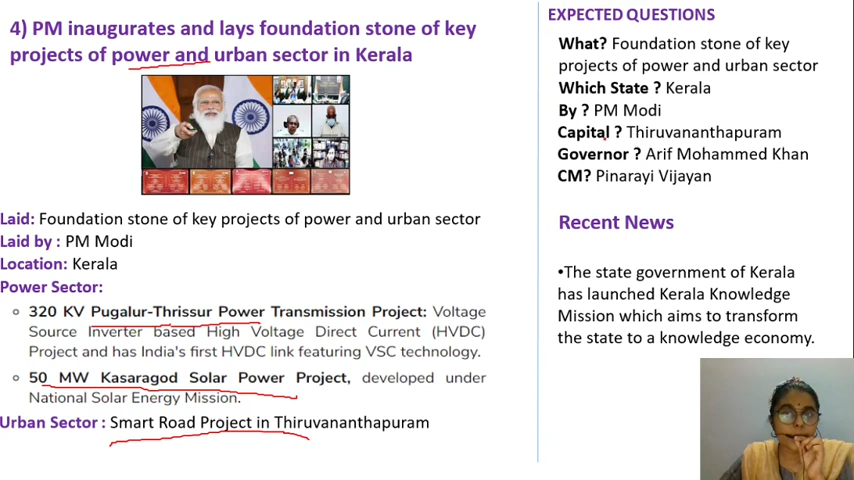 4) PM inaugurates and lays foundation stone of key
projects of power and urban sector in Kerala
Laid: Foundation stone of key projects of power and urban sector
Laid by : PM Modi
Location: Kerala
Power Sector:
320 KV Pugalur-Thrissur Power Transmission Project: Voltage
Source Inverter based High Voltage Direct Current (HVDC)
Project and has India's first HVDC link featuring VSC technology.
50 MW Kasaragod Solar Power Project, developed under
National Solar Energy Mission.
Urban Sector : Smart Road Project in Thiruvananthapuram
EXPECTED QUESTIONS
What? Foundation stone of key
projects of power and urban sector
Which State ? Kerala
By ? PM Modi
Capital ? Thiruvananthapuram
Governor ? Arif Mohammed Khan
CM? Pinarayi Vijayan
Recent News
•The state government of Kerala
has launched Kerala Knowledge
Mission which aims to transform
the state to a knowledge economy.